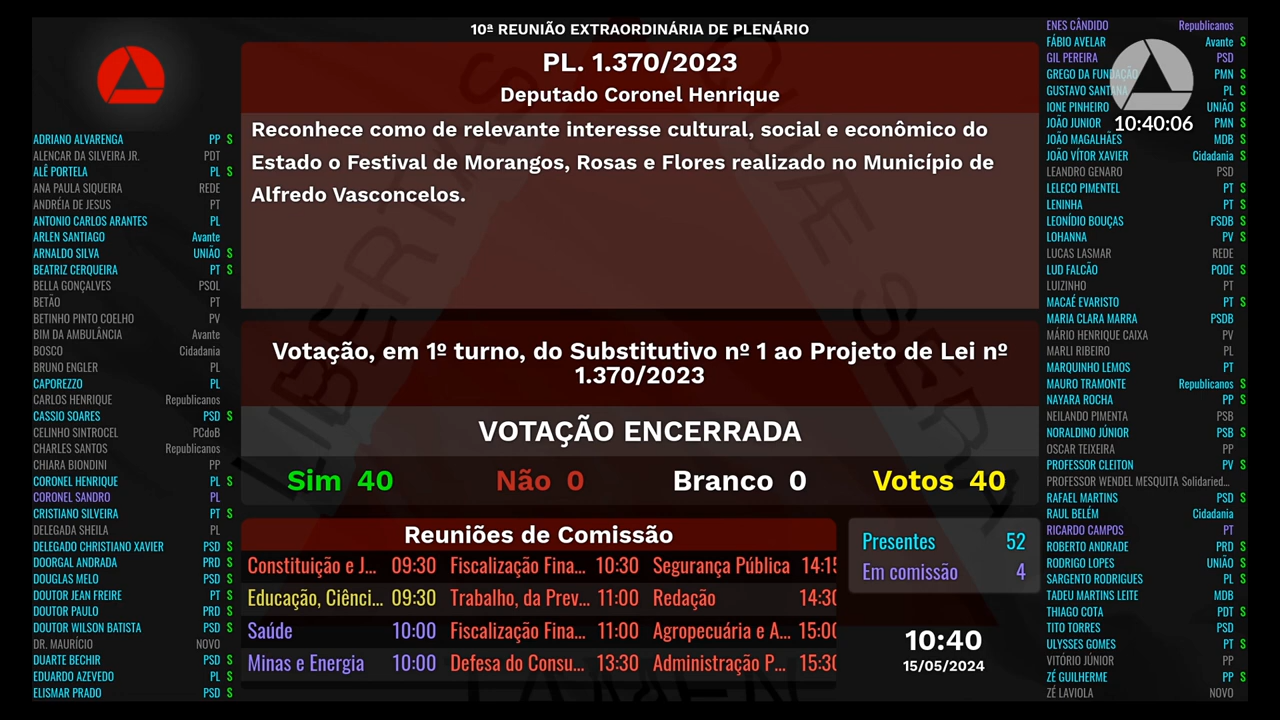 10ª REUNIÃO EXTRAORDINÁRIA DE PLENÁRIO
PL. 1.370/2023
Deputado Coronel Henrique
Reconhece como de relevante interesse cultural, social e econômico do
Estado o Festival de Morangos, Rosas e Flores realizado no Município de
Alfredo Vasconcelos.
Votação, em 1º turno, do Substitutivo nº 1 ao Projeto de Lei nº
1.370/2023
VOTAÇÃO ENCERRADA
Sim 40 Não 0 Branco 0 Votos 40
Reuniões de Comissão
Constituição e J... 09:30 Fiscalização Fina... 10:30 Segurança Pública 14:15
Educação, Ciênci... 09:30 Trabalho, da Prev... 11:00 Redação 14:30
Saúde 10:00 Fiscalização Fina... 11:00 Agropecuária e A... 15:00
Minas e Energia 10:00 Defesa do Consu... 13:30 Administração P... 15:30
Presentes 52
Em comissão 4
10:40
15/05/2024
ADRIANO ALVARENGA PP S
ALENCAR DA SILVEIRA JR. PDT
ALÊ PORTELA PL S
ANA PAULA SIQUEIRA REDE
ANDRÉIA DE JESUS PT
ANTONIO CARLOS ARANTES PL
ARLEN SANTIAGO Avante
ARNALDO SILVA UNIÃO S
BEATRIZ CERQUEIRA PT S
BELLA GONÇALVES PSOL
BETÃO PT
BETINHO PINTO COELHO PV
BIM DA AMBULÂNCIA Avante
BOSCO Cidadania
BRUNO ENGLER PL
CAPOREZZO PL
CARLOS HENRIQUE Republicanos
CASSIO SOARES PSD S
CELINHO SINTROCEL PCdoB
CHARLES SANTOS Republicanos
CHIARA BIONDINI PP
CORONEL HENRIQUE PL S
CORONEL SANDRO PL
CRISTIANO SILVEIRA PT S
DELEGADA SHEILA PL
DELEGADO CHRISTIANO XAVIER PSD S
DOORGAL ANDRADA PRD S
DOUGLAS MELO PSD S
DOUTOR JEAN FREIRE PT S
DOUTOR PAULO PRD S
DOUTOR WILSON BATISTA PSD S
DR. MAURÍCIO NOVO
DUARTE BECHIR PSD S
EDUARDO AZEVEDO PL S
ELISMAR PRADO PSD S
ENES CÂNDIDO Republicanos
FÁBIO AVELAR Avante S
GIL PEREIRA PSD
GREGO DA FUNDAÇÃO PMN S
GUSTAVO SANTANA PL S
IONE PINHEIRO UNIÃO S
JOÃO JUNIOR PMN S
10:40:06
JOÃO MAGALHÃES MDB S
JOÃO VÍTOR XAVIER Cidadania S
LEANDRO GENARO PSD
LELECO PIMENTEL PT S
LENINHA PT S
LEONÍDIO BOUÇAS PSDB S
LOHANNA PV S
LUCAS LASMAR REDE
LUD FALCÃO PODE S
LUIZINHO PT
MACAÉ EVARISTO PT S
MARIA CLARA MARRA PSDB
MÁRIO HENRIQUE CAIXA PV
MARLI RIBEIRO PL
MARQUINHO LEMOS PT
MAURO TRAMONTE Republicanos S
NAYARA ROCHA PP S
NEILANDO PIMENTA PSB
NORALDINO JÚNIOR PSB S
OSCAR TEIXEIRA PP
PROFESSOR CLEITON PV S
PROFESSOR WENDEL MESQUITA Solidaried...
RAFAEL MARTINS PSD S
RAUL BELÉM Cidadania
RICARDO CAMPOS PT
ROBERTO ANDRADE PRD S
RODRIGO LOPES UNIÃO S
SARGENTO RODRIGUES PL S
TADEU MARTINS LEITE MDB
THIAGO COTA PDT S
TITO TORRES PSD
ULYSSES GOMES PT S
VITÓRIO JÚNIOR PP
ZÉ GUILHERME PP S
ZÉ LAVIOLA NOVO